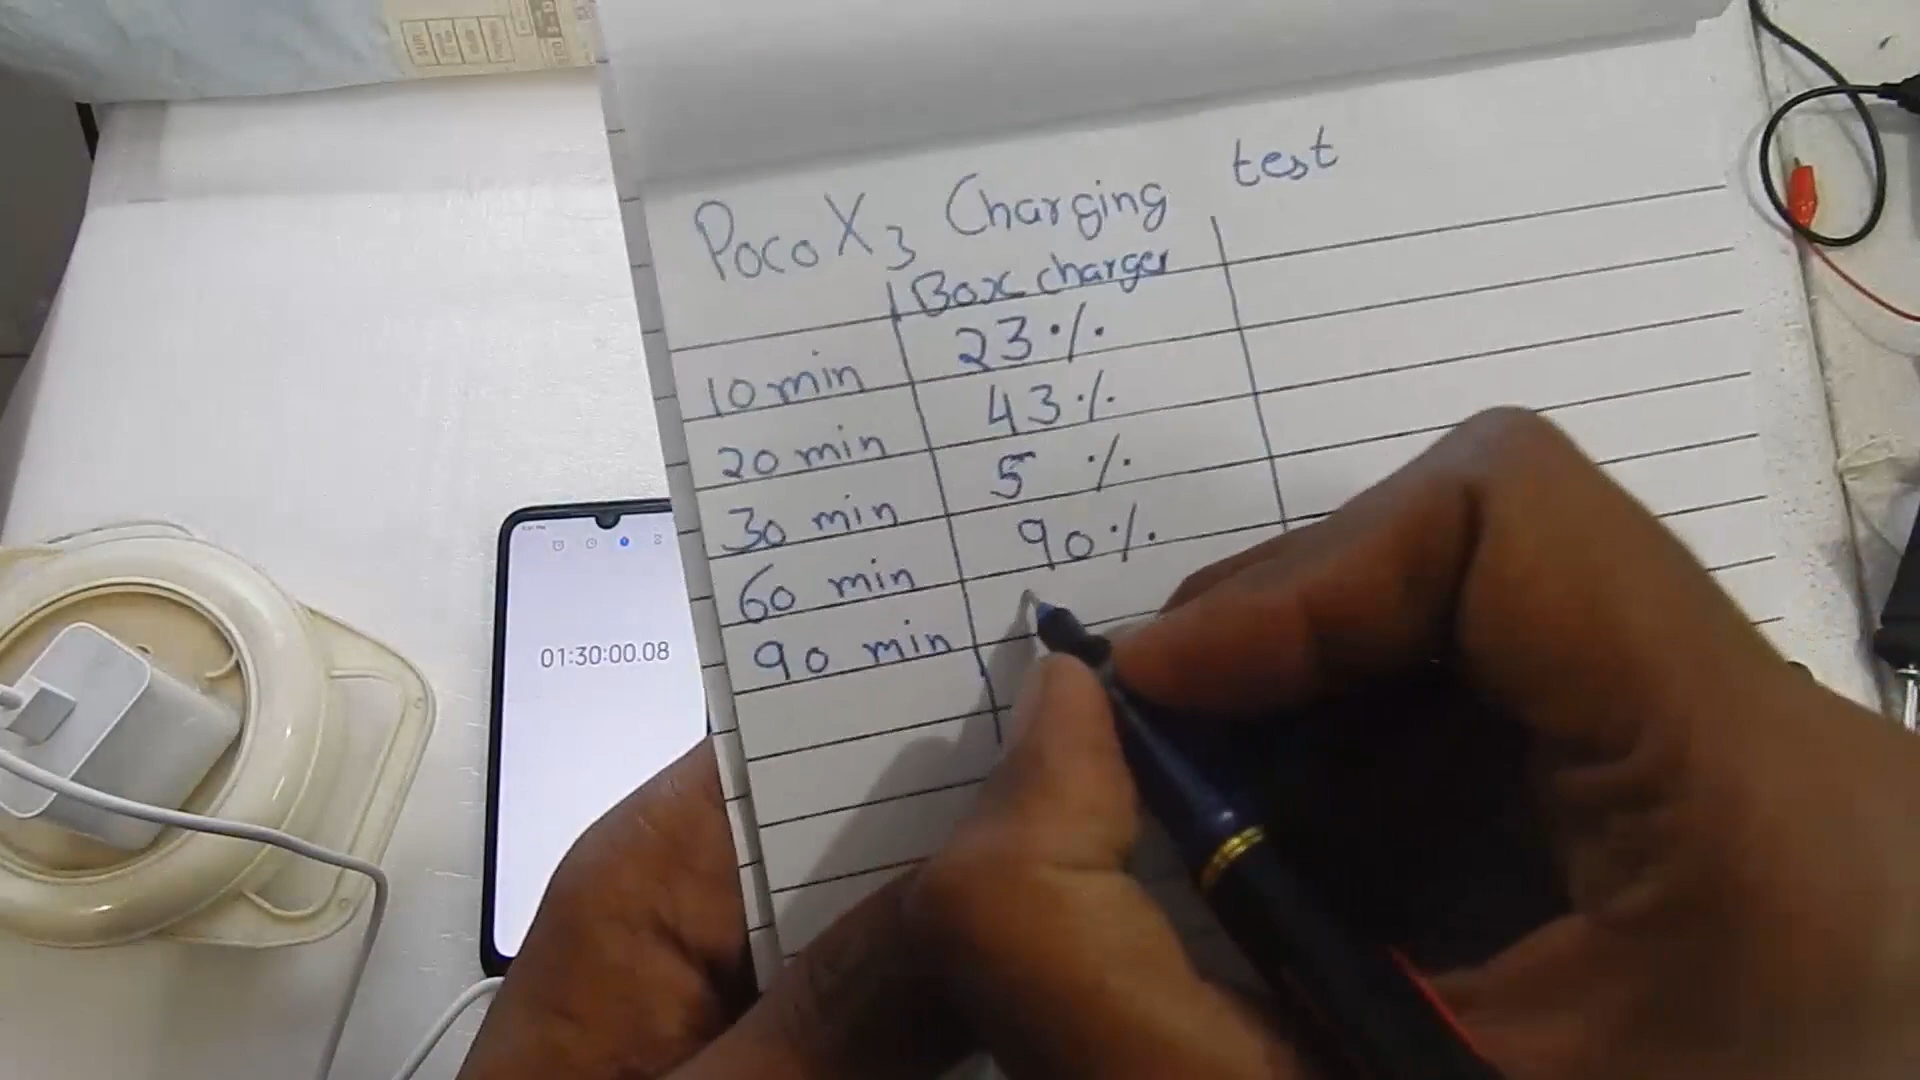 Poco X3 Charging test
Box charger
10 min 23%
20 min 43%
30 min 5 %
60 min 90%
90 min
01:30:00.08